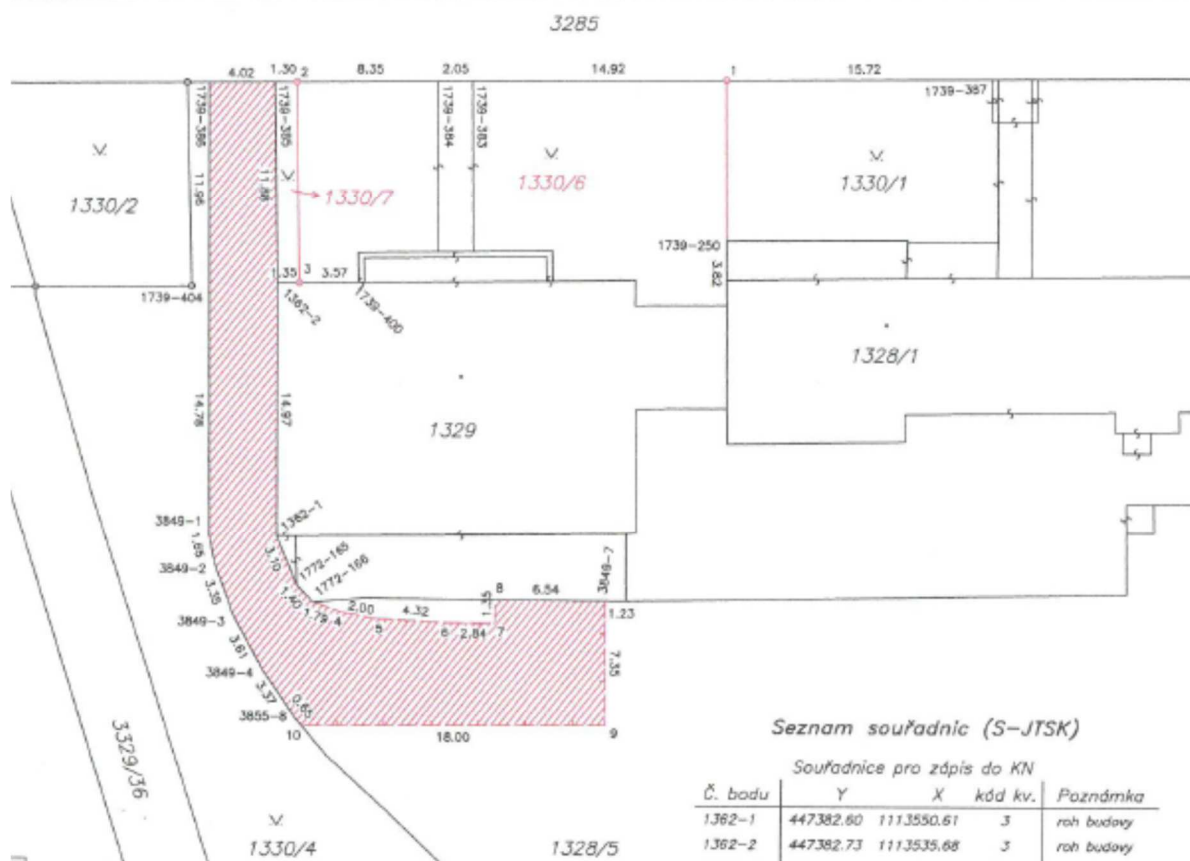 3285
4.02 1.30 2 8.35 2.05 14.92 1 15.72
1739-386 1739-385 1739-384 1739-383 1739-387
11.95 11.88
1330/2 1330/7 1330/6 1330/1
1739-250
3.82
1739-404 1.35 3 3.57
1362-2 1739-400
1328/1
14.78 14.97 1329
3849-1 1362-1
1.85 3.10 1772-165
3849-2 1772-166 8 6.54 3849-7
3.35 1.40 1.79 4 2.00 5 4.32 6 2.84 7 1.35 1.23
3849-3
3.61 7.35
3849-4
3.37 0.65
3855-8
10 18.00 9
3329/36
1330/4 1328/5
Seznam souřadnic (S-JTSK)
Souřadnice pro zápis do KN
Č. bodu Y X kód kv. Poznámka
1362-1 447382.60 1113550.61 3 roh budovy
1362-2 447382.73 1113535.68 3 roh budovy